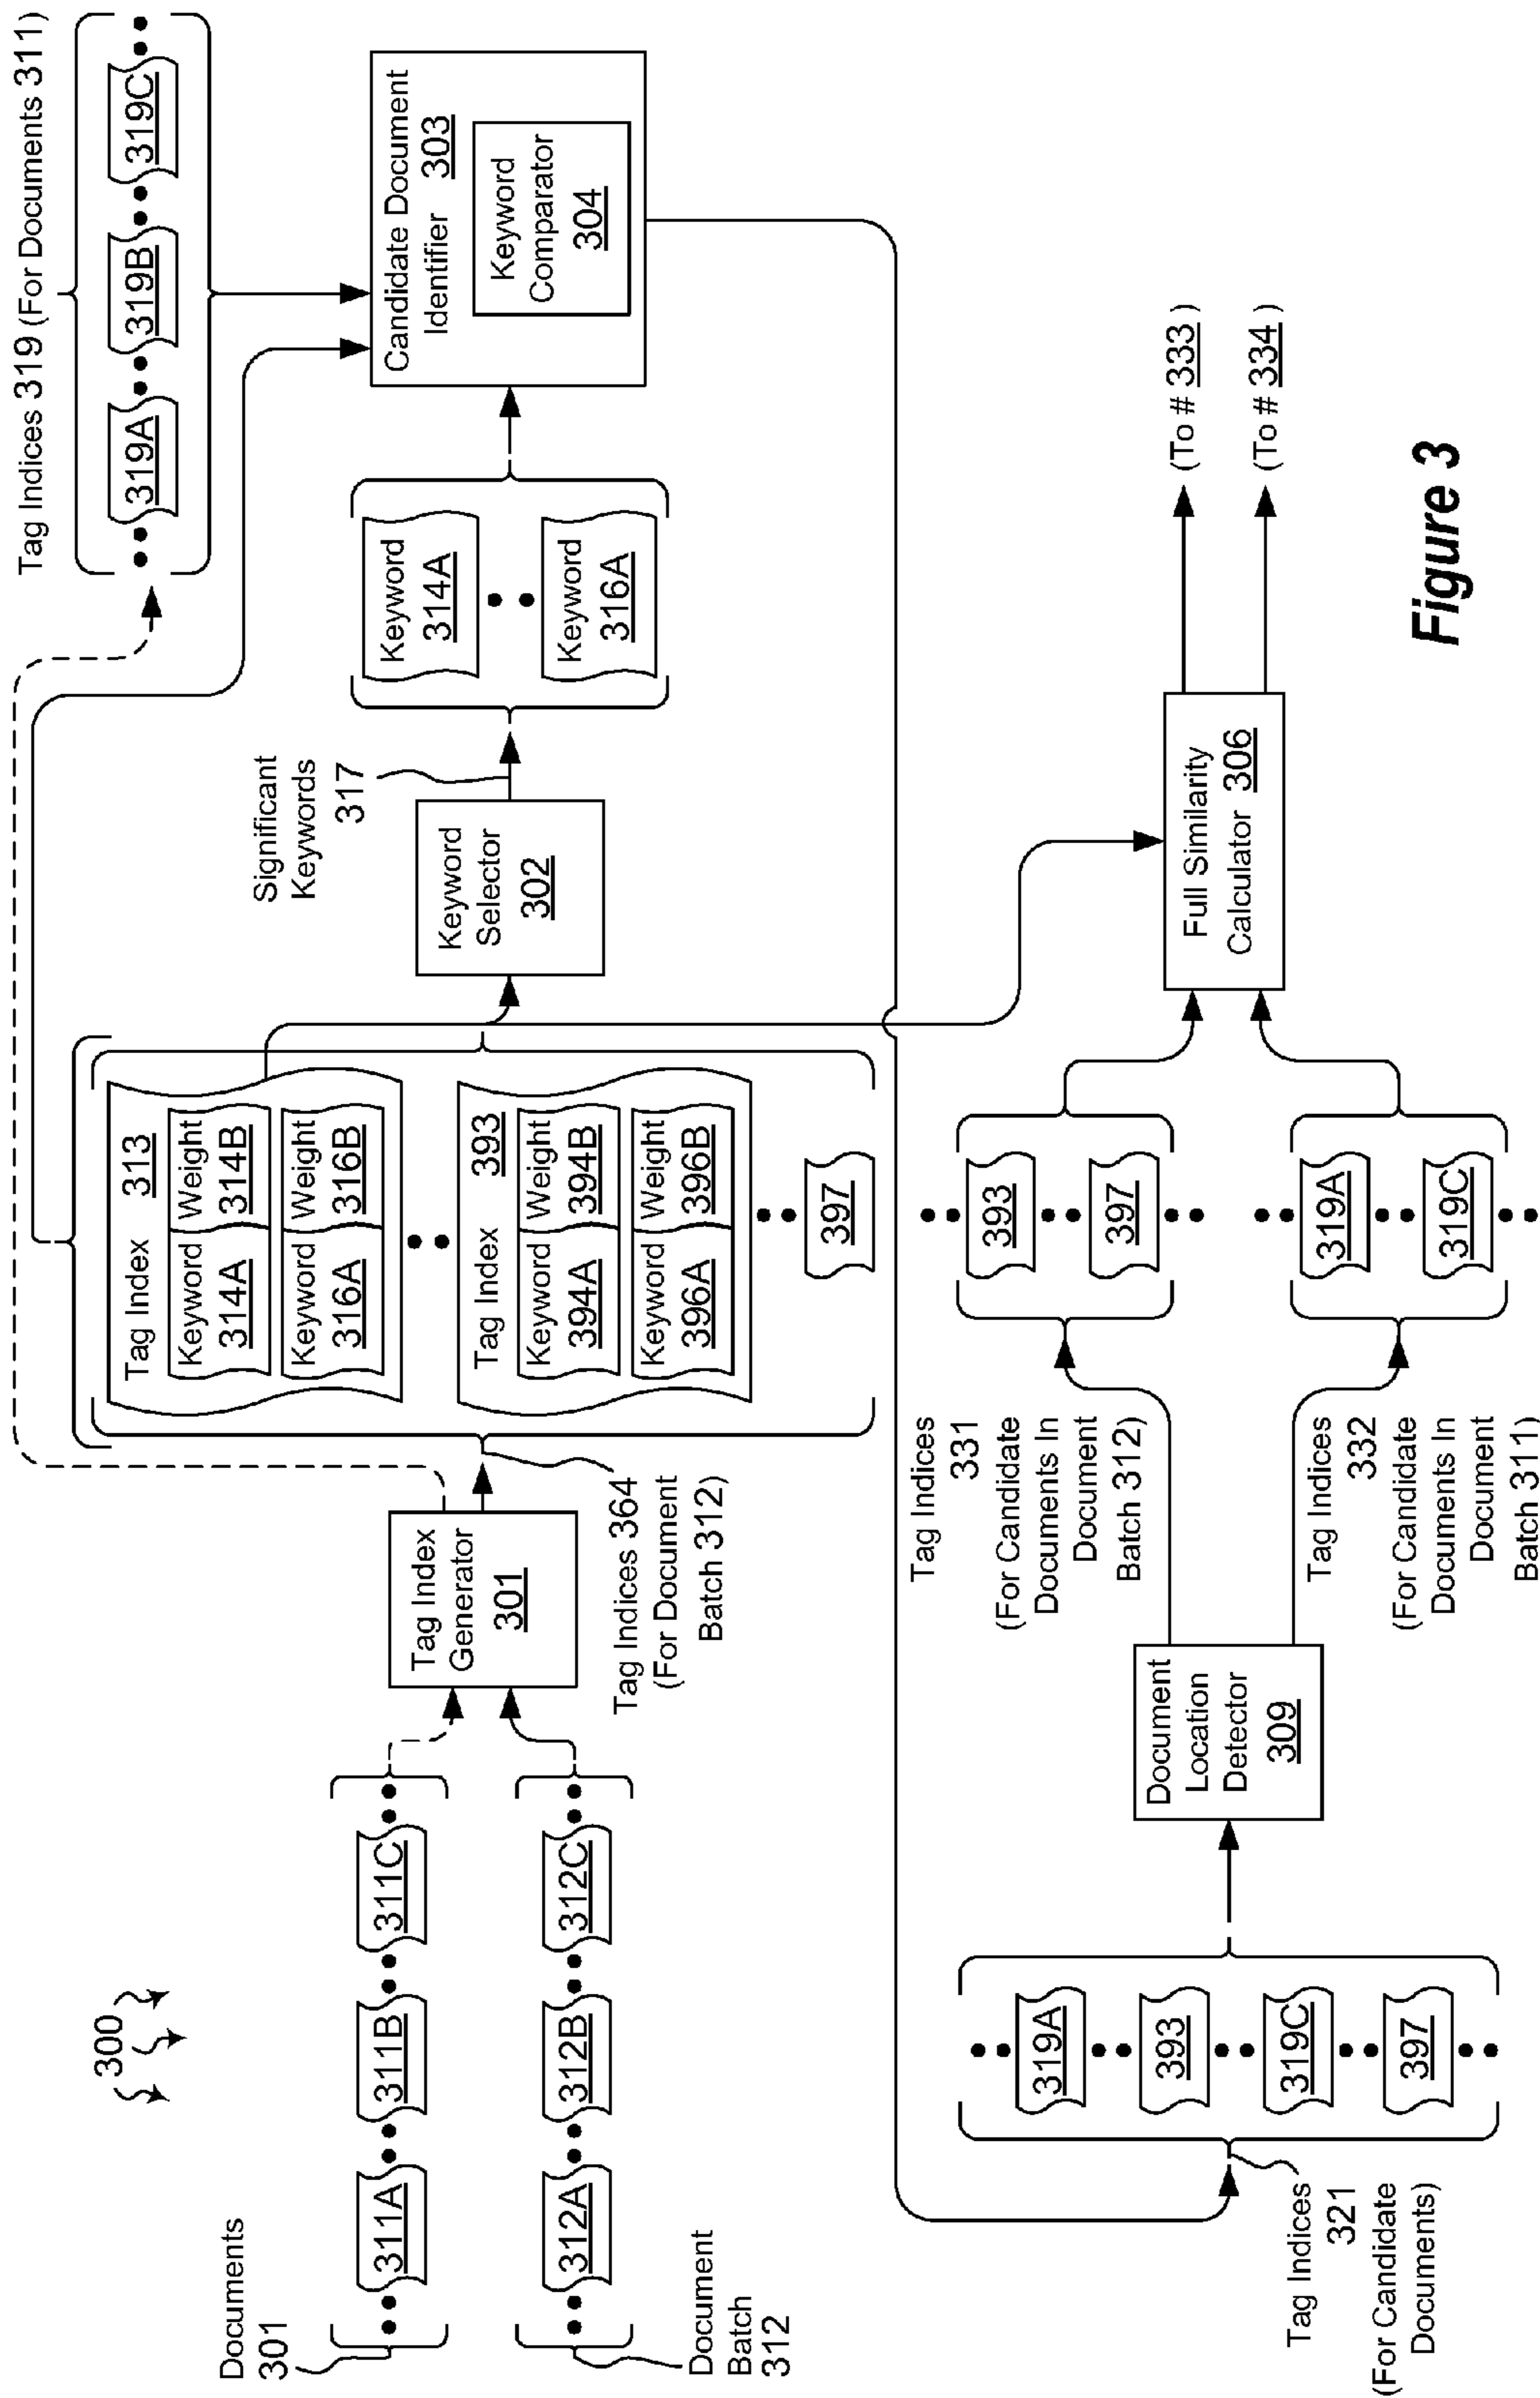 300
Documents
301
311A
311B
311C
312A
312B
312C
Document
Batch
312
Tag Index
Generator
301
Tag Indices 364
(For Document
Batch 312)
Tag Index 313
Keyword
314A
Weight
314B
Keyword
316A
Weight
316B
Tag Index 393
Keyword
394A
Weight
394B
Keyword
396A
Weight
396B
397
Keyword
Selector
302
Significant
Keywords
317
Keyword
314A
Keyword
316A
Tag Indices 319 (For Documents 311)
319A
319B
319C
Candidate Document
Identifier 303
Keyword
Comparator
304
Tag Indices
321
(For Candidate
Documents)
319A
393
319C
397
Document
Location
Detector
309
Tag Indices
331
(For Candidate
Documents In
Document
Batch 312)
393
397
Tag Indices
332
(For Candidate
Documents In
Document
Batch 311)
319A
319C
Full Similarity
Calculator 306
(To # 333 )
(To # 334 )
Figure 3